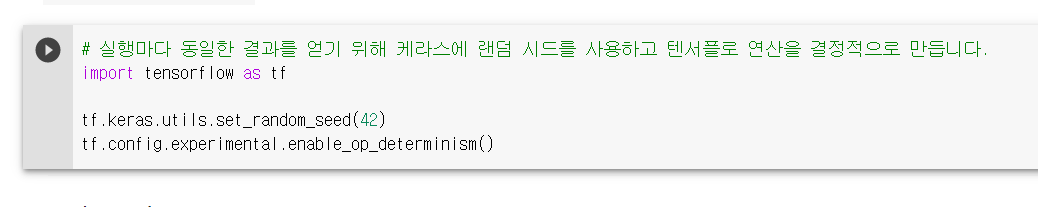 # 실행마다 동일한 결과를 얻기 위해 케라스에 랜덤 시드를 사용하고 텐서플로 연산을 결정적으로 만듭니다.
import tensorflow as tf
tf.keras.utils.set_random_seed(42)
tf.config.experimental.enable_op_determinism()